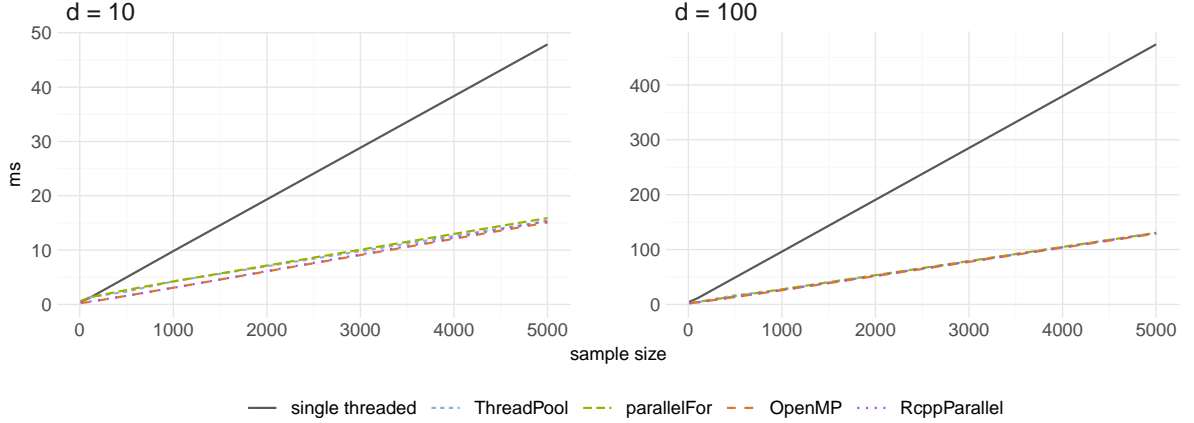 d = 10
d = 100
50
40
30
20
10
0
ms
400
300
200
100
0
0 1000 2000 3000 4000 5000
0 1000 2000 3000 4000 5000
sample size
single threaded ThreadPool parallelFor OpenMP RcppParallel